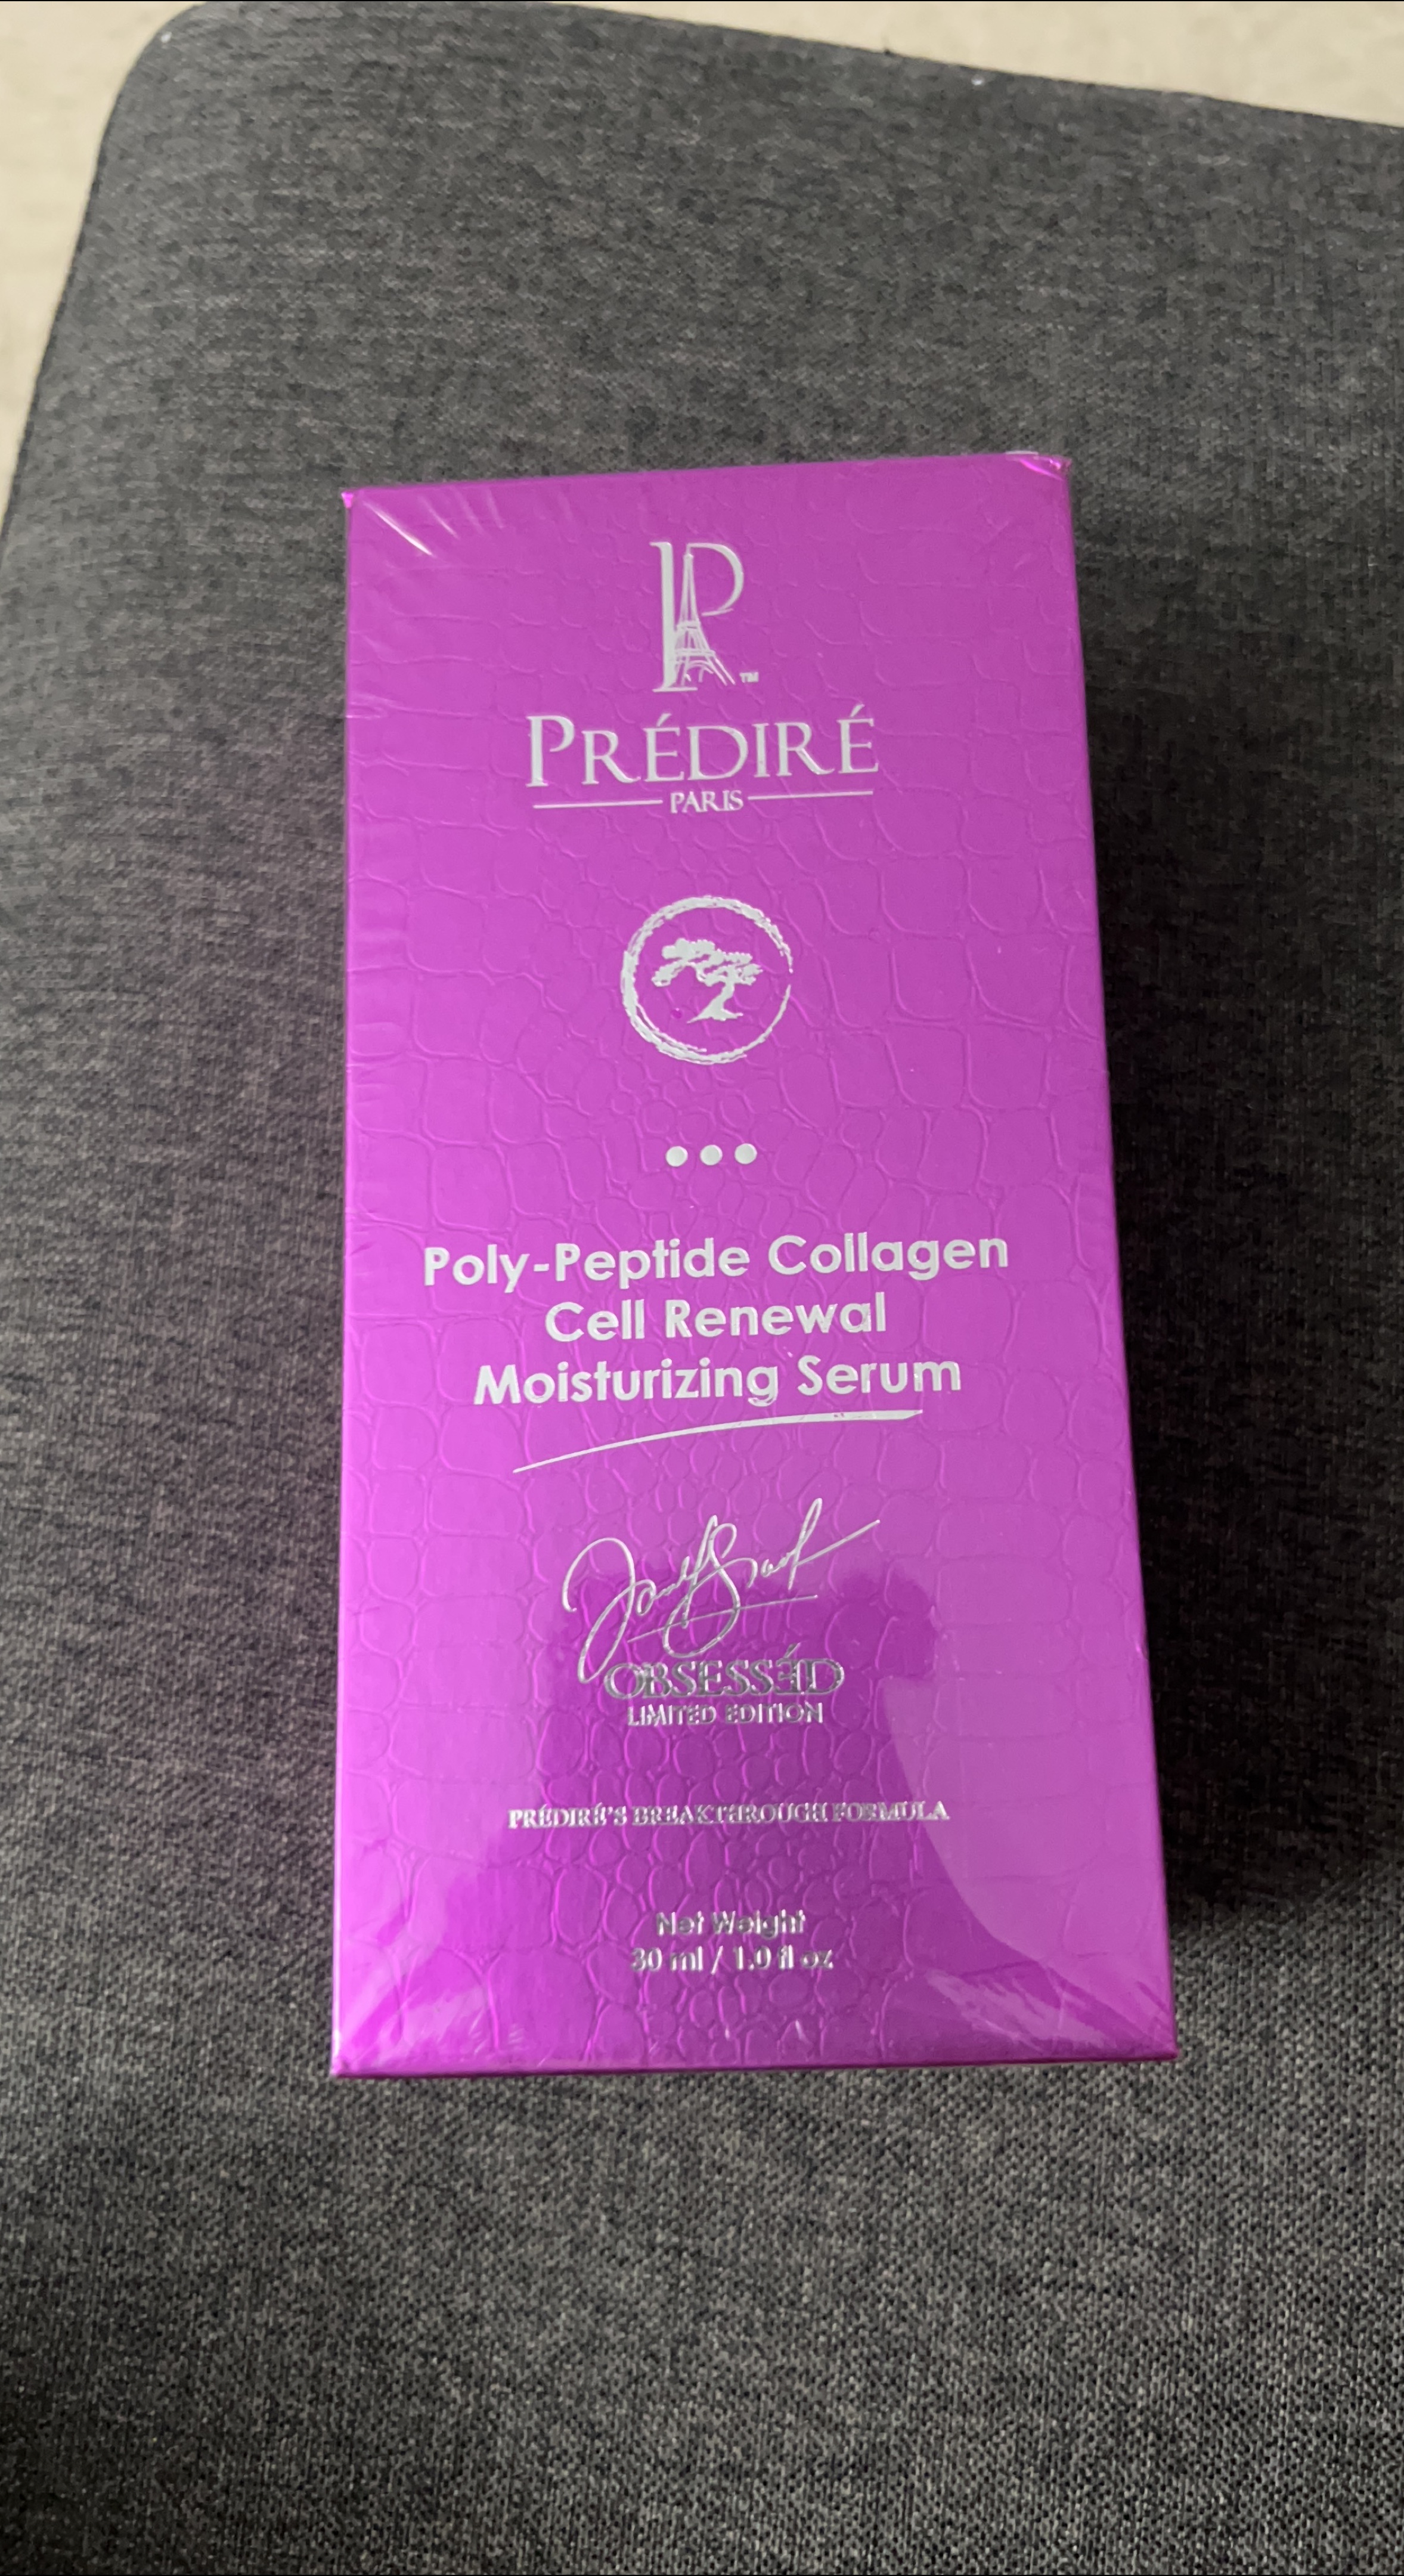 P™
PRÉDIRÉ
PARIS
Poly-Peptide Collagen
Cell Renewal
Moisturizing Serum
OBSESSÉD
LIMITED EDITION
PRÉDIRÉ'S BREAKTHROUGH FORMULA
Net Weight
30 ml / 1.0 fl oz